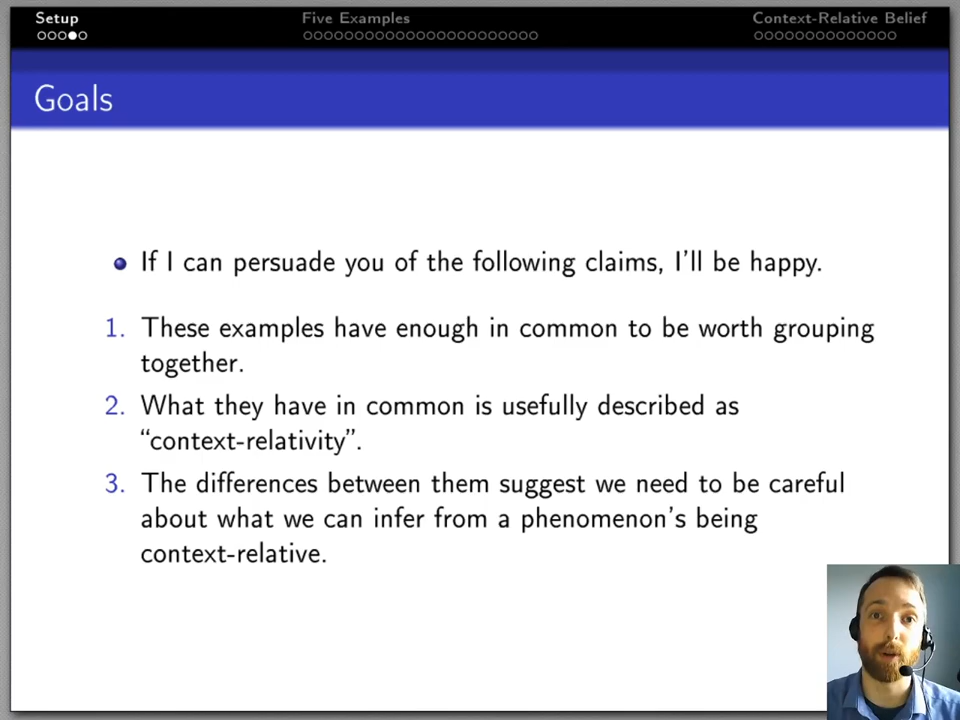 Setup
Five Examples
Context-Relative Belief
Goals
If I can persuade you of the following claims, I'll be happy.
1. These examples have enough in common to be worth grouping
together.
2. What they have in common is usefully described as
“context-relativity”.
3. The differences between them suggest we need to be careful
about what we can infer from a phenomenon's being
context-relative.